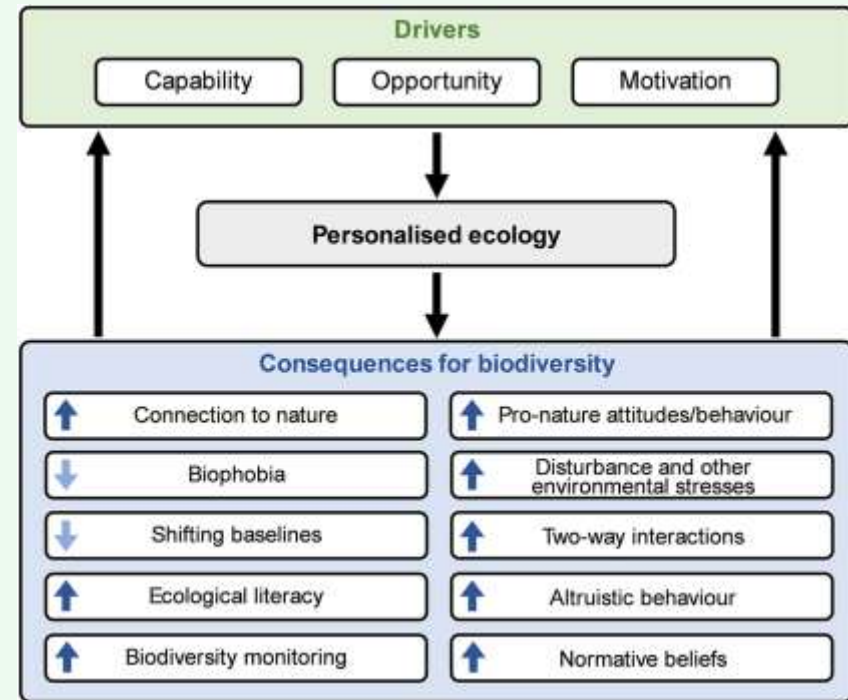 Drivers
Capability
Opportunity
Motivation
Personalised ecology
Consequences for biodiversity
Connection to nature
Pro-nature attitudes/behaviour
Biophobia
Disturbance and other
environmental stresses
Shifting baselines
Two-way interactions
Ecological literacy
Altruistic behaviour
Biodiversity monitoring
Normative beliefs